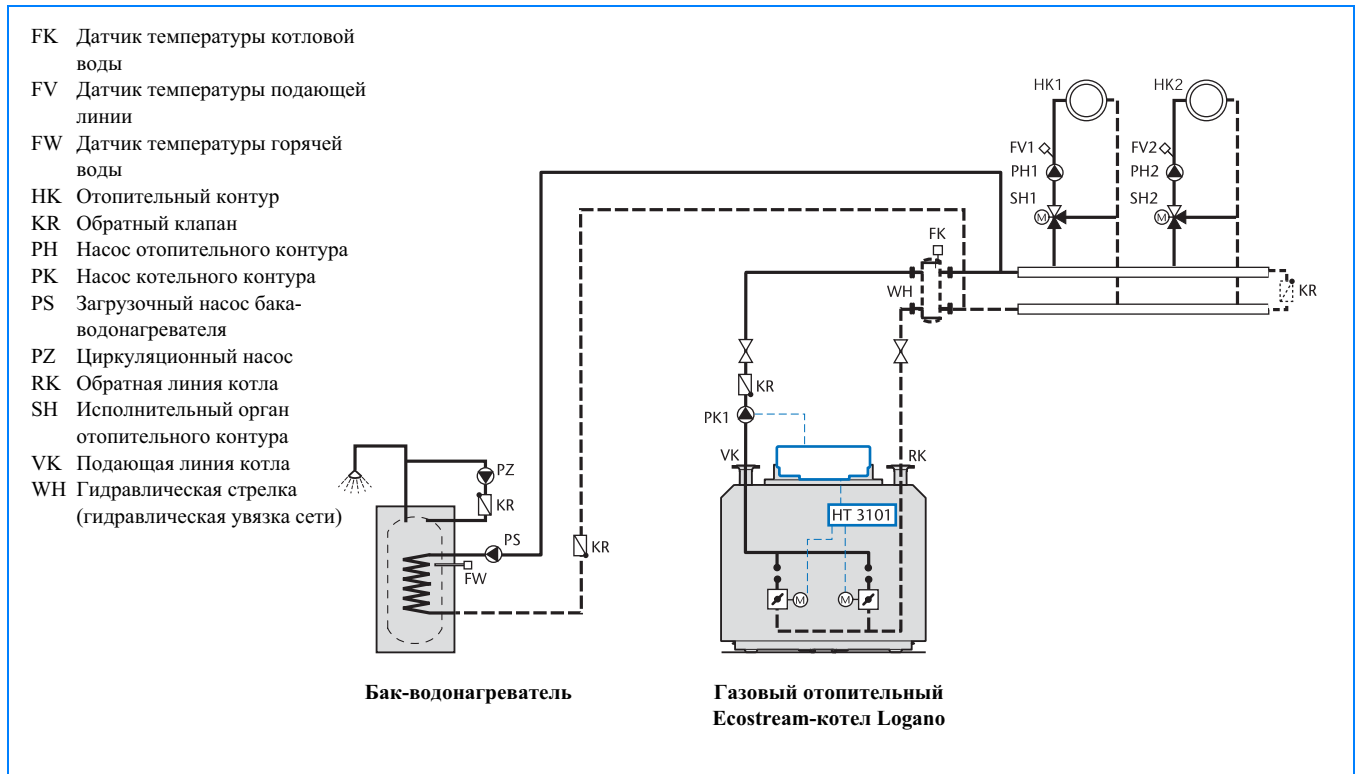 FK Датчик температуры котловой
воды
FV Датчик температуры подающей
линии
FW Датчик температуры горячей
воды
HK Отопительный контур
KR Обратный клапан
PH Насос отопительного контура
PK Насос котельного контура
PS Загрузочный насос бака-
водонагревателя
PZ Циркуляционный насос
RK Обратная линия котла
SH Исполнительный орган
отопительного контура
VK Подающая линия котла
WH Гидравлическая стрелка
(гидравлическая увязка сети)
HK1
HK2
FV1
FV2
PH1
PH2
SH1
SH2
M
M
FK
WH
KR
KR
PK1
VK
RK
PZ
KR
HT 3101
PS
KR
FW
M
M
Бак-водонагреватель
Газовый отопительный
Ecostream-котел Logano